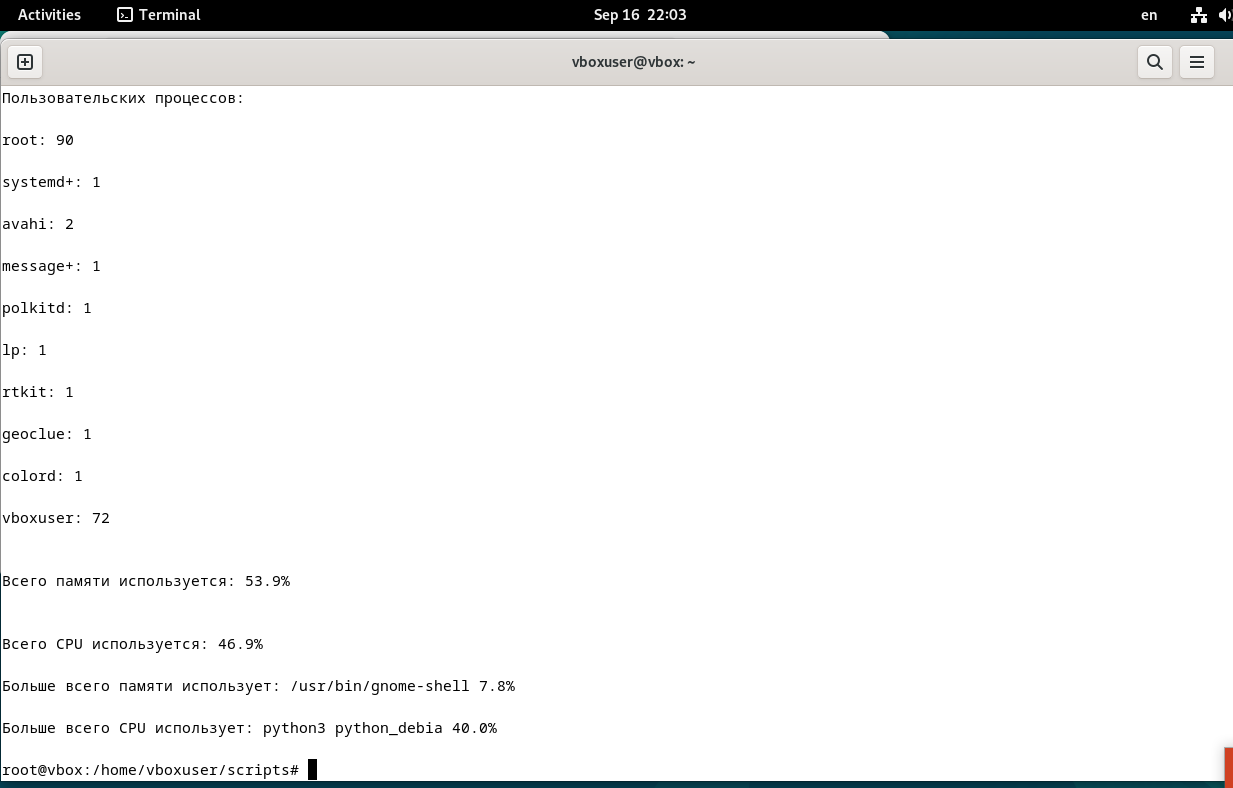 Activities Terminal Sep 16 22:03 en
vboxuser@vbox: ~
Пользовательских процессов:
root: 90
systemd+: 1
avahi: 2
message+: 1
polkitd: 1
lp: 1
rtkit: 1
geoclue: 1
colord: 1
vboxuser: 72
Всего памяти используется: 53.9%
Всего CPU используется: 46.9%
Больше всего памяти использует: /usr/bin/gnome-shell 7.8%
Больше всего CPU использует: python3 python_debia 40.0%
root@vbox:/home/vboxuser/scripts#